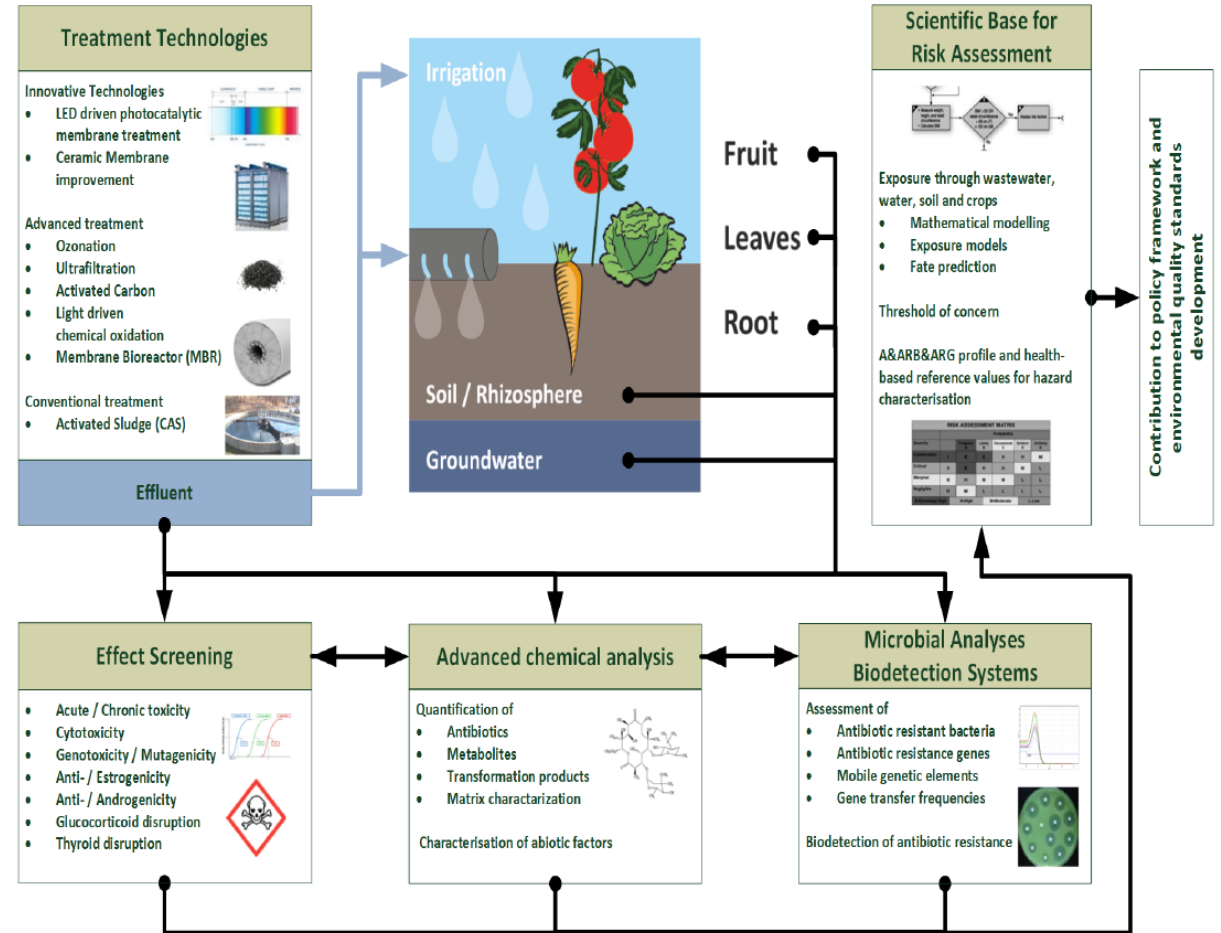 Treatment Technologies
Innovative Technologies
• LED driven photocatalytic
membrane treatment
• Ceramic Membrane
improvement
Advanced treatment
• Ozonation
• Ultrafiltration
• Activated Carbon
• Light driven
chemical oxidation
• Membrane Bioreactor (MBR)
Conventional treatment
• Activated Sludge (CAS)
Effluent
Irrigation
Soil / Rhizosphere
Groundwater
Fruit
Leaves
Root
Scientific Base for
Risk Assessment
Exposure through wastewater,
water, soil and crops
• Mathematical modelling
• Exposure models
• Fate prediction
Threshold of concern
A&ARB&ARG profile and health-
based reference values for hazard
characterisation
RISK ASSESSMENT MATRIX
Contribution to policy framework and
environmental quality standards
development
Effect Screening
• Acute / Chronic toxicity
• Cytotoxicity
• Genotoxicity / Mutagenicity
• Anti- / Estrogenicity
• Anti- / Androgenicity
• Glucocorticoid disruption
• Thyroid disruption
Advanced chemical analysis
Quantification of
• Antibiotics
• Metabolites
• Transformation products
• Matrix charactarization
Characterisation of abiotic factors
Microbial Analyses
Biodetection Systems
Assessment of
• Antibiotic resistant bacteria
• Antibiotic resistance genes
• Mobile genetic elements
• Gene transfer frequencies
Biodetection of antibiotic resistance